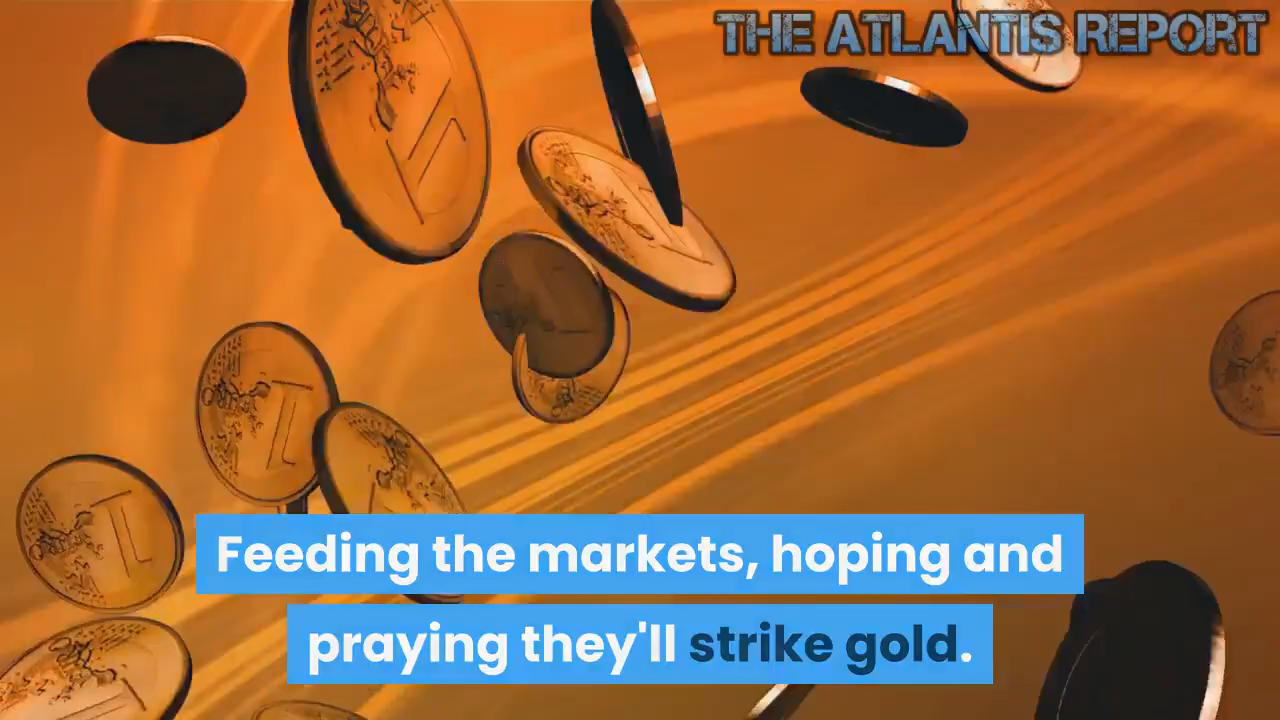 THE ATLANTIS REPORT
Feeding the markets, hoping and
praying they'll strike gold.